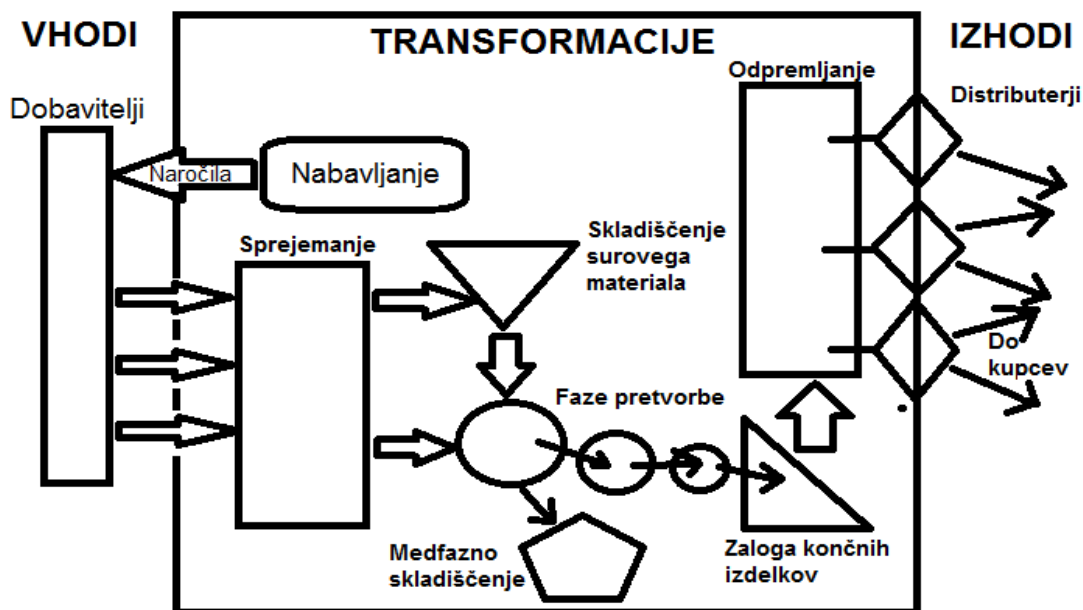 VHODI
TRANSFORMACIJE
IZHODI
Dobavitelji
Odpremljanje
Distributerji
Naročila
Nabavljanje
Sprejemanje
Skladiščenje
surovega
materiala
Do
kupcev
Faze pretvorbe
Medfazno
skladiščenje
Zaloga končnih
izdelkov